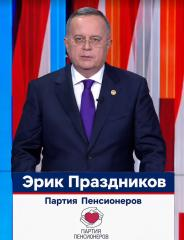 Эрик Праздников
Партия Пенсионеров
ПАРТИЯ
ПЕНСИОНЕРОВ